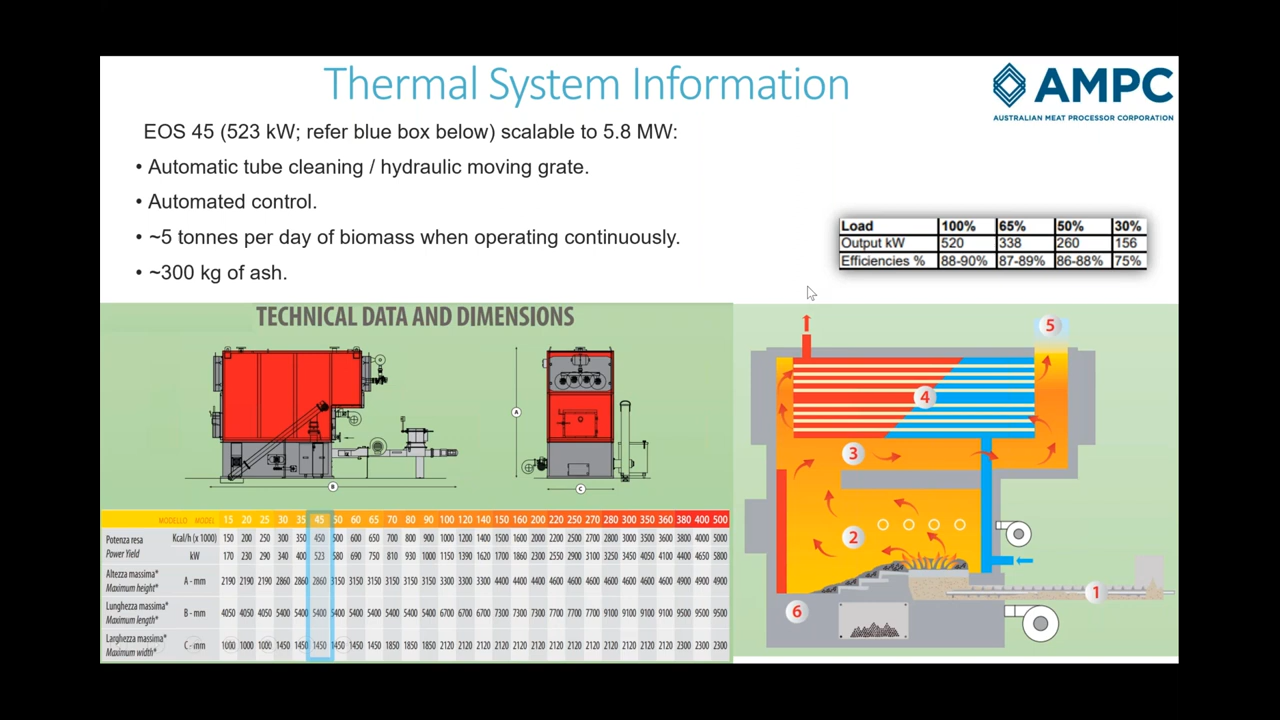 Thermal System Information
AMPC
AUSTRALIAN MEAT PROCESSOR CORPORATION
EOS 45 (523 kW; refer blue box below) scalable to 5.8 MW:
• Automatic tube cleaning / hydraulic moving grate.
• Automated control.
• ~5 tonnes per day of biomass when operating continuously.
• ~300 kg of ash.
Load 100% 65% 50% 30%
Output kW 520 338 260 156
Efficiencies % 88-90% 87-89% 86-88% 75%
TECHNICAL DATA AND DIMENSIONS
A
B
C
MODELLO MODEL 15 20 25 30 35 45 50 60 65 70 80 90 100 120 140 150 160 200 220 250 270 280 300 350 360 380 400 500
Potenza resa Kcal/h (x 1000) 150 200 250 300 350 450 500 600 650 700 800 900 1000 1200 1400 1500 1600 2000 2200 2500 2700 2800 3000 3500 3600 3800 4000 5000
Power Yield kW 170 230 290 340 400 523 580 690 750 810 930 1000 1150 1390 1620 1700 1860 2300 2550 2900 3100 3250 3450 4050 4100 4400 4650 5800
Altezza massima*
Maximum height* A - mm 2190 2190 2190 2860 2860 2860 3150 3150 3150 3150 3150 3150 3300 3300 4400 4400 4400 4600 4600 4600 4600 4600 4600 4600 4600 4900 4900 4900
Lunghezza massima*
Maximum length* B - mm 4050 4050 4050 5400 5400 5400 5400 5400 5400 5400 5400 5400 6700 6700 6700 7300 7300 7300 7700 7700 7700 9100 9100 9100 9100 9500 9500 9500
Larghezza massima*
Maximum width* C - mm 1000 1000 1000 1450 1450 1450 1450 1450 1450 1850 1850 1850 2120 2120 2120 2120 2120 2120 2120 2120 2120 2120 2120 2120 2120 2300 2300 2300
5
4
3
2
1
6